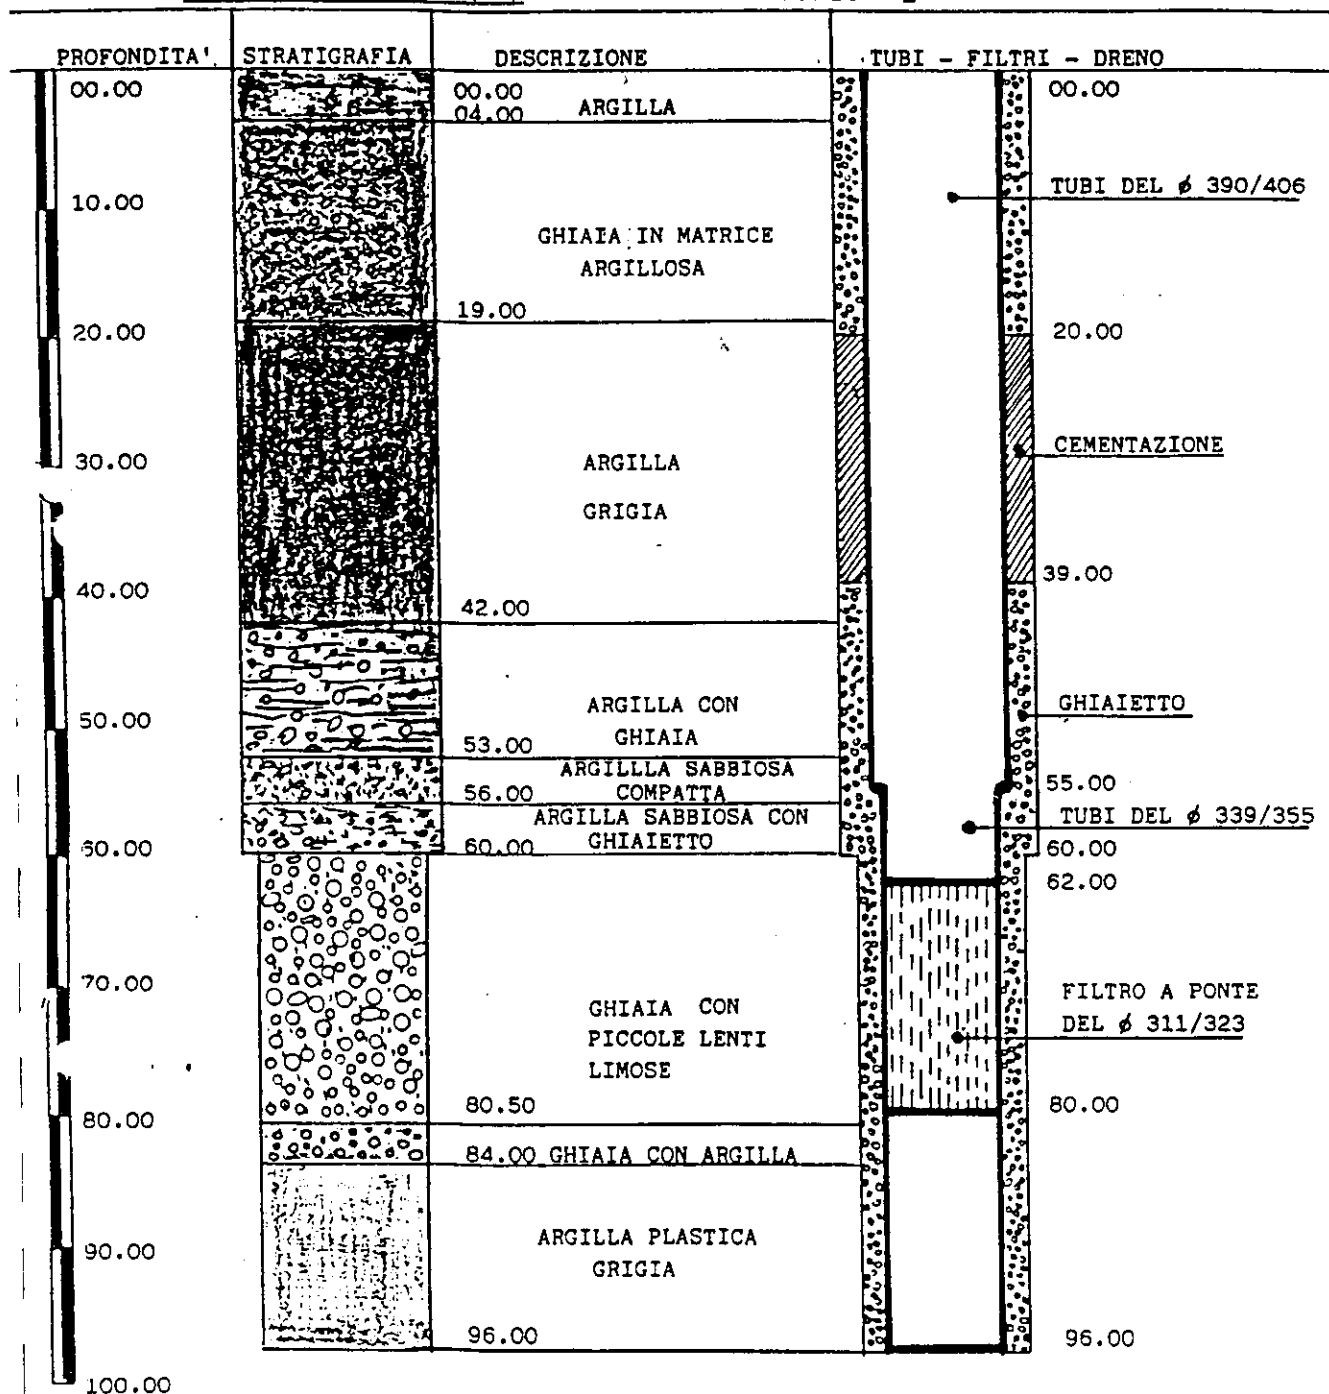 PROFONDITA' STRATIGRAFIA DESCRIZIONE TUBI - FILTRI - DRENO
00.00
10.00
20.00
30.00
40.00
50.00
60.00
70.00
80.00
90.00
100.00
00.00
04.00 ARGILLA
GHIAIA IN MATRICE
ARGILLOSA
19.00
ARGILLA
GRIGIA
42.00
ARGILLA CON
GHIAIA
53.00
ARGILLLA SABBIOSA
56.00 COMPATTA
ARGILLA SABBIOSA CON
60.00 GHIAIETTO
GHIAIA CON
PICCOLE LENTI
LIMOSE
80.50
84.00 GHIAIA CON ARGILLA
ARGILLA PLASTICA
GRIGIA
96.00
00.00
TUBI DEL ø 390/406
20.00
CEMENTAZIONE
39.00
GHIAIETTO
55.00
TUBI DEL ø 339/355
60.00
62.00
FILTRO A PONTE
DEL ø 311/323
80.00
96.00